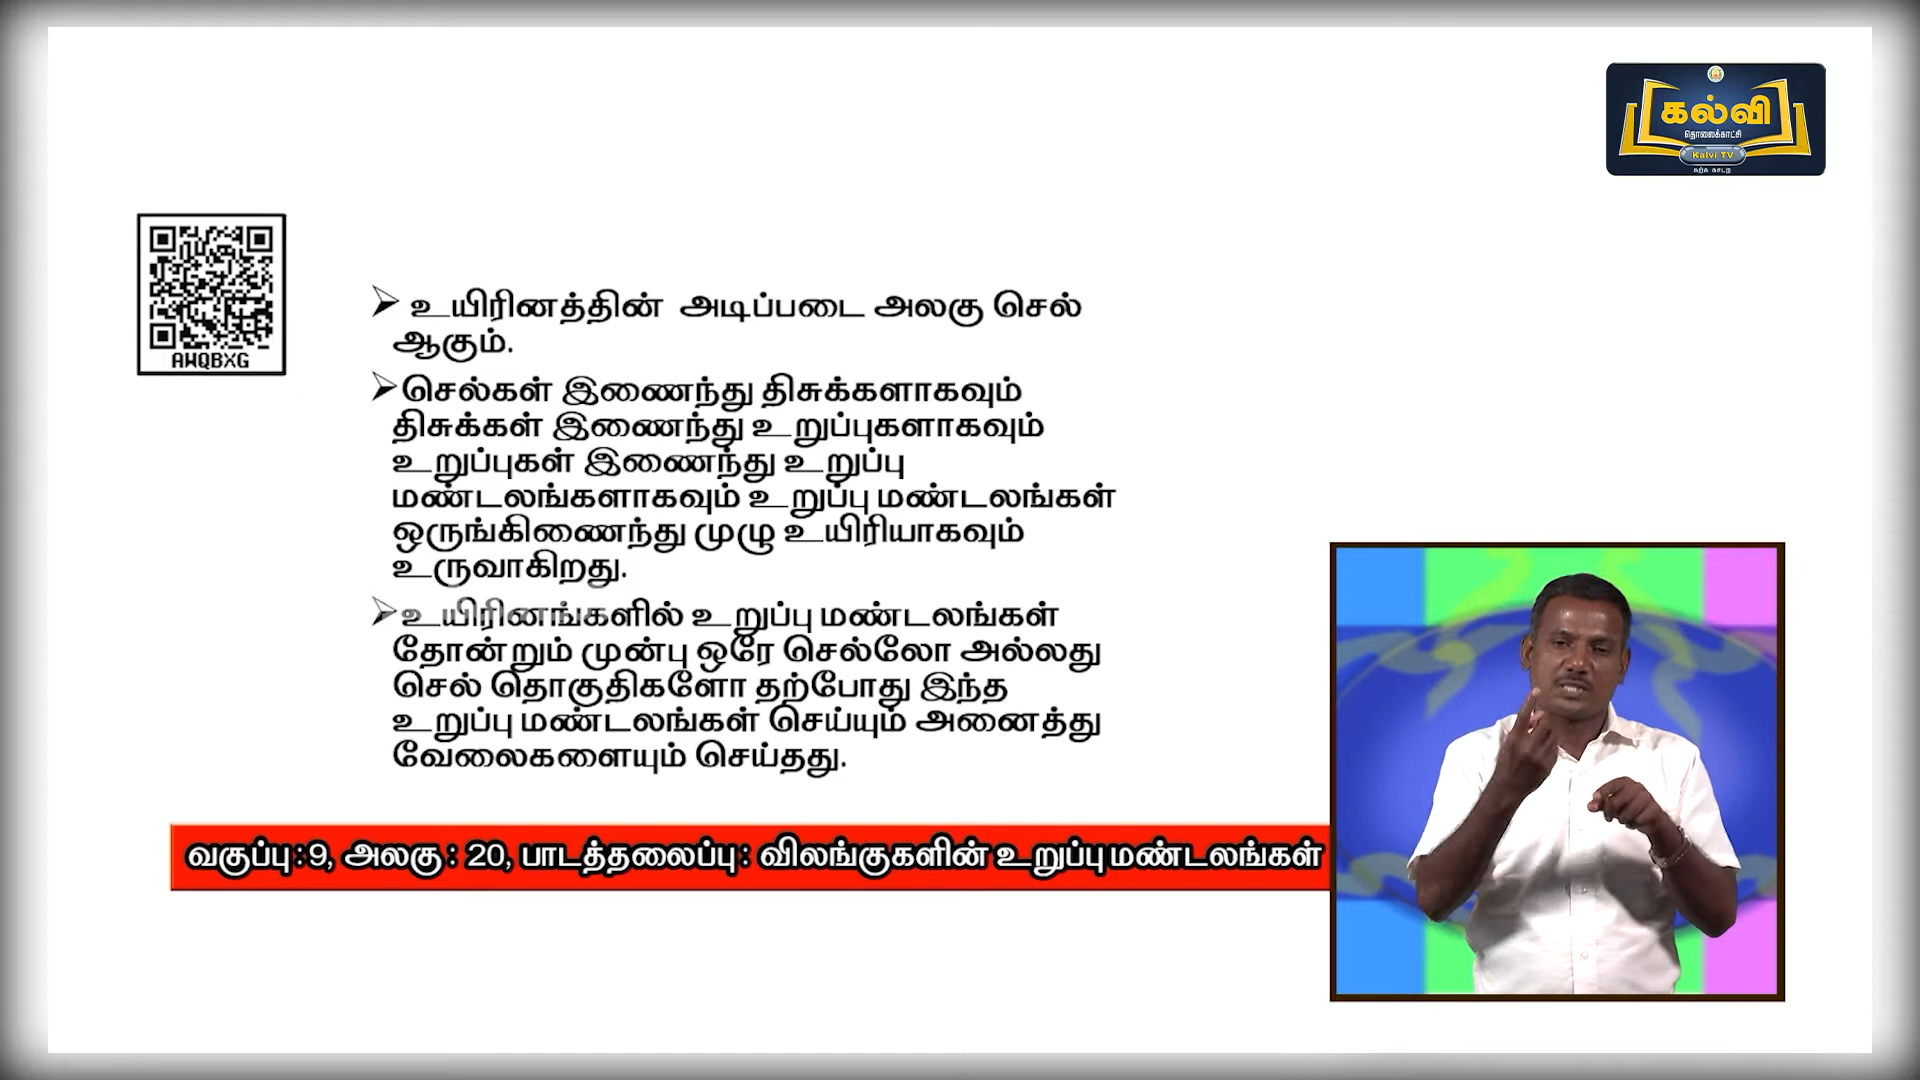 கல்வி
தொலைக்காட்சி
Kalvi TV
கற்க கசடற
AWQBXG
➢ உயிரினத்தின் அடிப்படை அலகு செல்
ஆகும்.
➢செல்கள் இணைந்து திசுக்களாகவும்
திசுக்கள் இணைந்து உறுப்புகளாகவும்
உறுப்புகள் இணைந்து உறுப்பு
மண்டலங்களாகவும் உறுப்பு மண்டலங்கள்
ஒருங்கிணைந்து முழு உயிரியாகவும்
உருவாகிறது.
➢உயிரினங்களில் உறுப்பு மண்டலங்கள்
தோன்றும் முன்பு ஒரே செல்லோ அல்லது
செல் தொகுதிகளோ தற்போது இந்த
உறுப்பு மண்டலங்கள் செய்யும் அனைத்து
வேலைகளையும் செய்தது.
வகுப்பு :9, அலகு : 20, பாடத்தலைப்பு : விலங்குகளின் உறுப்பு மண்டலங்கள்